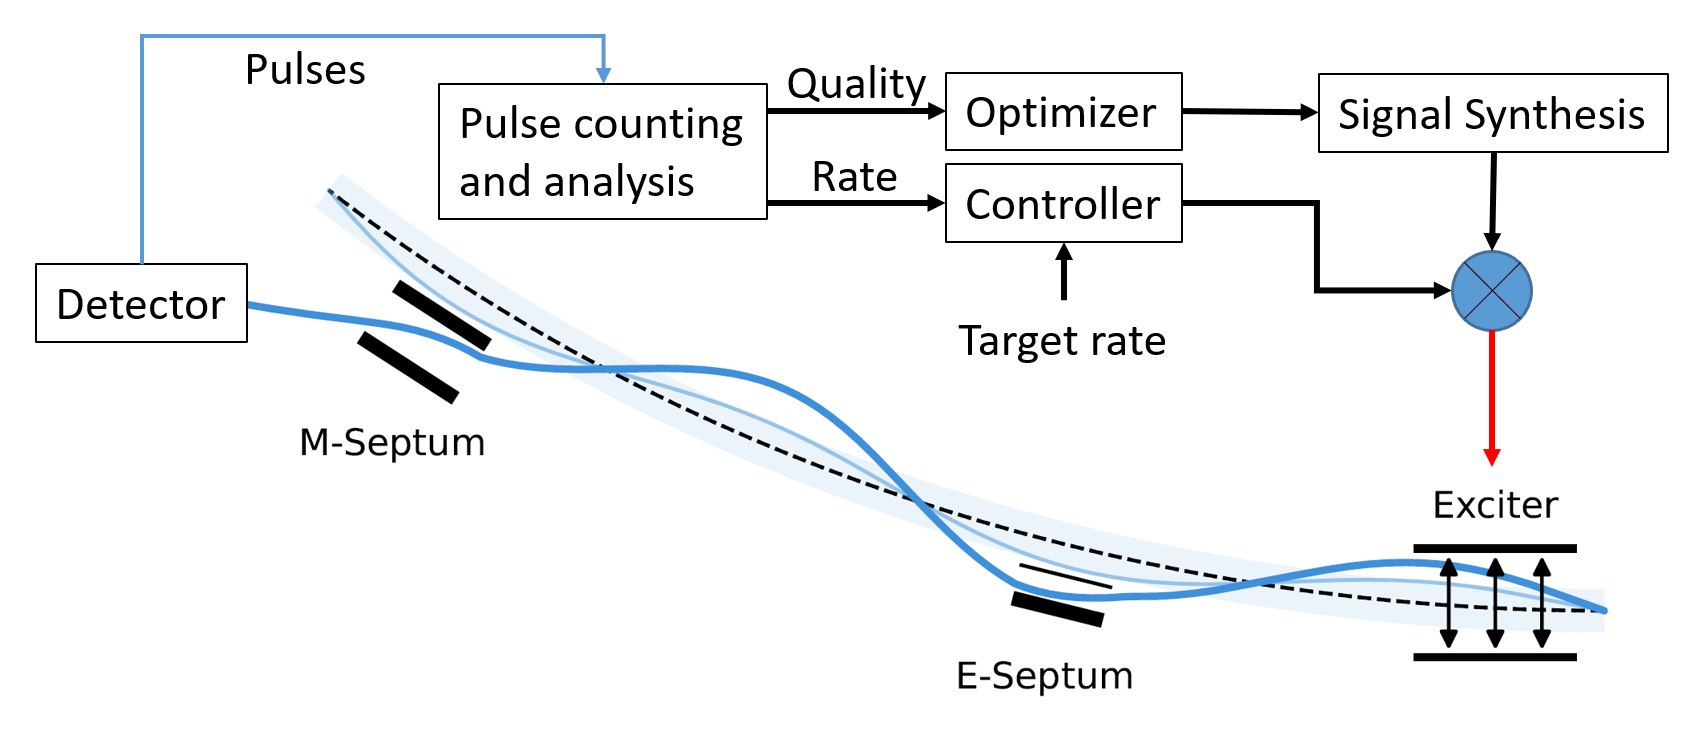 Pulses
Quality
Optimizer
Signal Synthesis
Pulse counting
and analysis
Rate
Controller
Detector
Target rate
M-Septum
Exciter
E-Septum